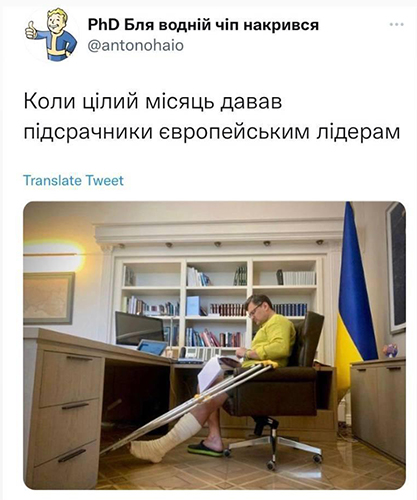 PhD Бля водній чіп накрився
@antonohaio
Коли цілий місяць давав
підсрачники європейським лідерам
Translate Tweet